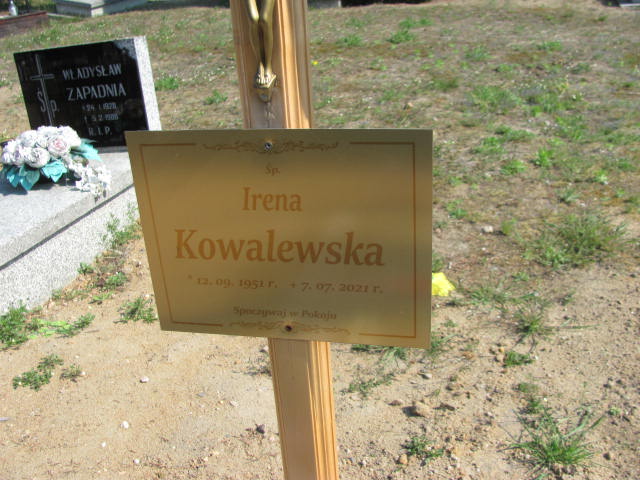 WŁADYSŁAW
ZAPADNIA
Ś P.
R.I.P.
Śp.
Irena
Kowalewska
* 12. 09. 1951 r. + 7. 07. 2021 r.
Spoczywaj w Pokoju